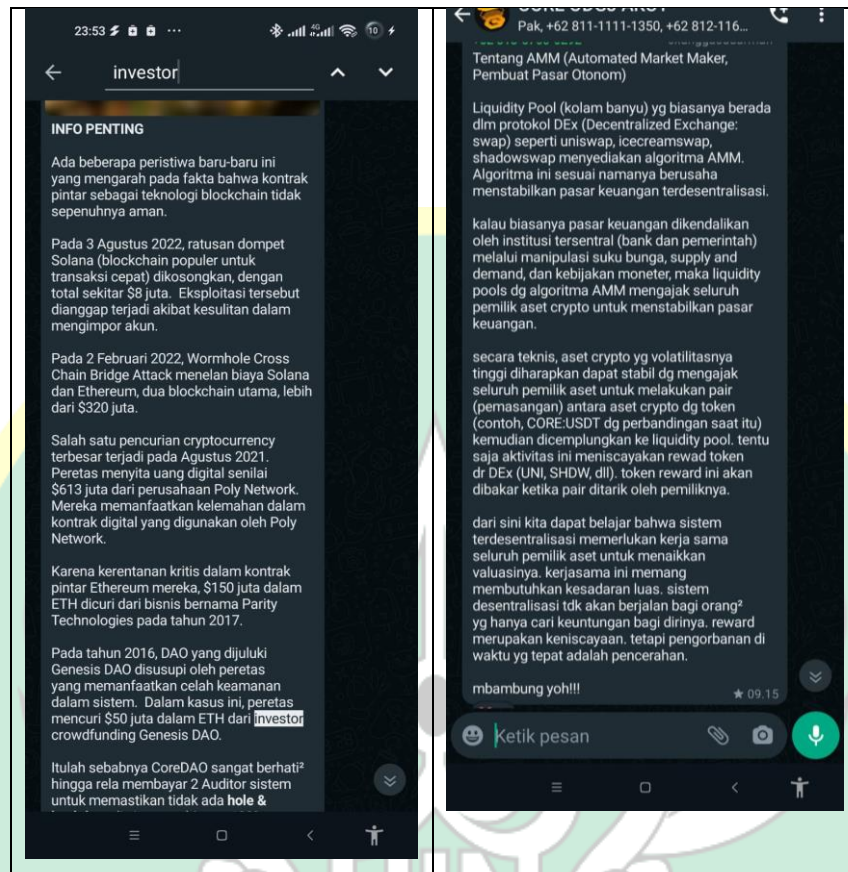 23:53
4G
10
investor
INFO PENTING
Ada beberapa peristiwa baru-baru ini
yang mengarah pada fakta bahwa kontrak
pintar sebagai teknologi blockchain tidak
sepenuhnya aman.
Pada 3 Agustus 2022, ratusan dompet
Solana (blockchain populer untuk
transaksi cepat) dikosongkan, dengan
total sekitar $8 juta. Eksploitasi tersebut
dianggap terjadi akibat kesulitan dalam
mengimpor akun.
Pada 2 Februari 2022, Wormhole Cross
Chain Bridge Attack menelan biaya Solana
dan Ethereum, dua blockchain utama, lebih
dari $320 juta.
Salah satu pencurian cryptocurrency
terbesar terjadi pada Agustus 2021.
Peretas menyita uang digital senilai
$613 juta dari perusahaan Poly Network.
Mereka memanfaatkan kelemahan dalam
kontrak digital yang digunakan oleh Poly
Network.
Karena kerentanan kritis dalam kontrak
pintar Ethereum mereka, $150 juta dalam
ETH dicuri dari bisnis bernama Parity
Technologies pada tahun 2017.
Pada tahun 2016, DAO yang dijuluki
Genesis DAO disusupi oleh peretas
yang memanfaatkan celah keamanan
dalam sistem. Dalam kasus ini, peretas
mencuri $50 juta dalam ETH dari investor
crowdfunding Genesis DAO.
Itulah sebabnya CoreDAO sangat berhati²
hingga rela membayar 2 Auditor sistem
untuk memastikan tidak ada hole &
Pak, +62 811-1111-1350, +62 812-116...
Tentang AMM (Automated Market Maker,
Pembuat Pasar Otonom)
Liquidity Pool (kolam banyu) yg biasanya berada
dlm protokol DEx (Decentralized Exchange:
swap) seperti uniswap, icecreamswap,
shadowswap menyediakan algoritma AMM.
Algoritma ini sesuai namanya berusaha
menstabilkan pasar keuangan terdesentralisasi.
kalau biasanya pasar keuangan dikendalikan
oleh institusi tersentral (bank dan pemerintah)
melalui manipulasi suku bunga, supply and
demand, dan kebijakan moneter, maka liquidity
pools dg algoritma AMM mengajak seluruh
pemilik aset crypto untuk menstabilkan pasar
keuangan.
secara teknis, aset crypto yg volatilitasnya
tinggi diharapkan dapat stabil dg mengajak
seluruh pemilik aset untuk melakukan pair
(pemasangan) antara aset crypto dg token
(contoh, CORE:USDT dg perbandingan saat itu)
kemudian dicemplungkan ke liquidity pool. tentu
saja aktivitas ini meniscayakan rewad token
dr DEx (UNI, SHDW, dll). token reward ini akan
dibakar ketika pair ditarik oleh pemiliknya.
dari sini kita dapat belajar bahwa sistem
terdesentralisasi memerlukan kerja sama
seluruh pemilik aset untuk menaikkan
valuasinya. kerjasama ini memang
membutuhkan kesadaran luas. sistem
desentralisasi tdk akan berjalan bagi orang²
yg hanya cari keuntungan bagi dirinya. reward
merupakan keniscayaan. tetapi pengorbanan di
waktu yg tepat adalah pencerahan.
mbambung yoh!!!
09.15
Ketik pesan